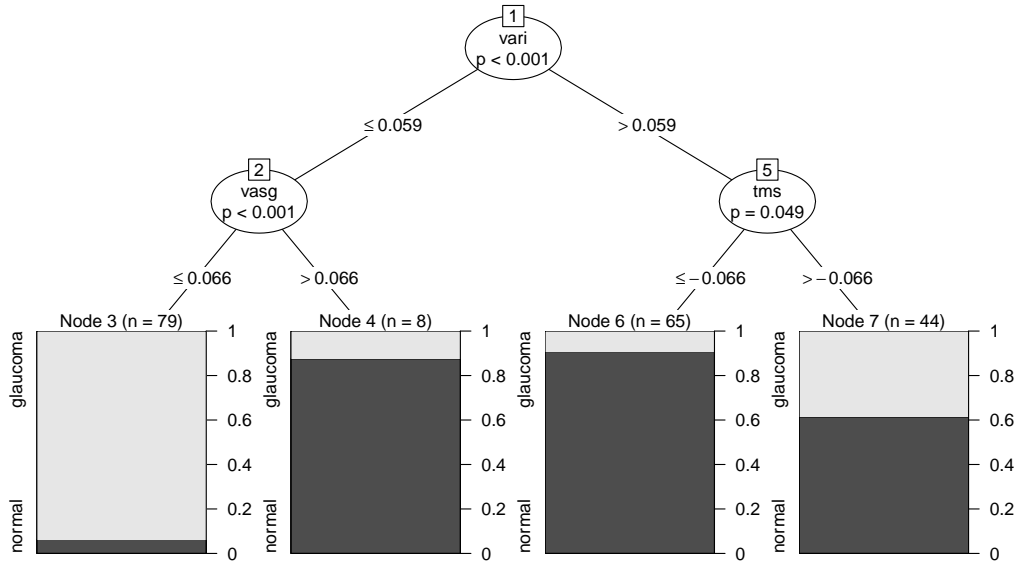 1
vari
p < 0.001
≤ 0.059
> 0.059
2
vasg
p < 0.001
5
tms
p = 0.049
≤ 0.066
> 0.066
≤ −0.066
> −0.066
Node 3 (n = 79)
normal
glaucoma
0
0.2
0.4
0.6
0.8
1
Node 4 (n = 8)
normal
glaucoma
0
0.2
0.4
0.6
0.8
1
Node 6 (n = 65)
normal
glaucoma
0
0.2
0.4
0.6
0.8
1
Node 7 (n = 44)
normal
glaucoma
0
0.2
0.4
0.6
0.8
1